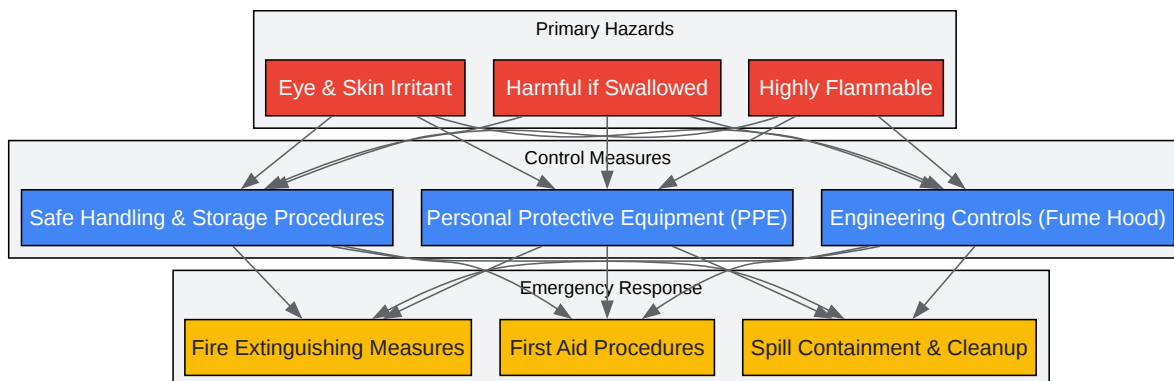 Primary Hazards
Eye & Skin Irritant
Harmful if Swallowed
Highly Flammable
Control Measures
Safe Handling & Storage Procedures
Personal Protective Equipment (PPE)
Engineering Controls (Fume Hood)
Emergency Response
Fire Extinguishing Measures
First Aid Procedures
Spill Containment & Cleanup